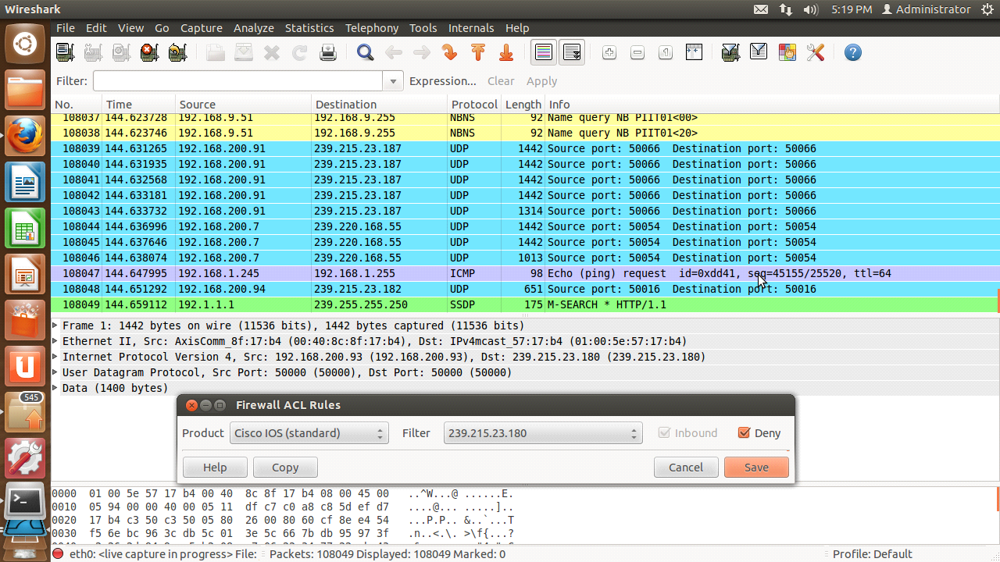 Wireshark 5:19 PM Administrator
File Edit View Go Capture Analyze Statistics Telephony Tools Internals Help
Filter: Expression... Clear Apply
No. Time Source Destination Protocol Length Info
108037 144.623728 192.168.9.51 192.168.9.255 NBNS 92 Name query NB PIIT01<00>
108038 144.623746 192.168.9.51 192.168.9.255 NBNS 92 Name query NB PIIT01<20>
108039 144.631265 192.168.200.91 239.215.23.187 UDP 1442 Source port: 50066 Destination port: 50066
108040 144.631935 192.168.200.91 239.215.23.187 UDP 1442 Source port: 50066 Destination port: 50066
108041 144.632568 192.168.200.91 239.215.23.187 UDP 1442 Source port: 50066 Destination port: 50066
108042 144.633181 192.168.200.91 239.215.23.187 UDP 1442 Source port: 50066 Destination port: 50066
108043 144.633732 192.168.200.91 239.215.23.187 UDP 1314 Source port: 50066 Destination port: 50066
108044 144.636996 192.168.200.7 239.220.168.55 UDP 1442 Source port: 50054 Destination port: 50054
108045 144.637646 192.168.200.7 239.220.168.55 UDP 1442 Source port: 50054 Destination port: 50054
108046 144.638074 192.168.200.7 239.220.168.55 UDP 1013 Source port: 50054 Destination port: 50054
108047 144.647995 192.168.1.245 192.168.1.255 ICMP 98 Echo (ping) request id=0xdd41, seq=45155/25520, ttl=64
108048 144.651292 192.168.200.94 239.215.23.182 UDP 651 Source port: 50016 Destination port: 50016
108049 144.659112 192.1.1.1 239.255.255.250 SSDP 175 M-SEARCH * HTTP/1.1
Frame 1: 1442 bytes on wire (11536 bits), 1442 bytes captured (11536 bits)
Ethernet II, Src: AxisComm_8f:17:b4 (00:40:8c:8f:17:b4), Dst: IPv4mcast_57:17:b4 (01:00:5e:57:17:b4)
Internet Protocol Version 4, Src: 192.168.200.93 (192.168.200.93), Dst: 239.215.23.180 (239.215.23.180)
User Datagram Protocol, Src Port: 50000 (50000), Dst Port: 50000 (50000)
Data (1400 bytes)
545
Firewall ACL Rules
Product Cisco IOS (standard) Filter 239.215.23.180 Inbound Deny
Help Copy Cancel Save
0000 01 00 5e 57 17 b4 00 40 8c 8f 17 b4 08 00 45 00 ..^W...@ ......E.
0010 05 94 00 00 40 00 05 11 df c7 c0 a8 c8 5d ef d7 ....@... .....]..
0020 17 b4 c3 50 c3 50 05 80 26 00 80 60 cf 8e e4 54 ...P.P.. &..`...T
0030 f5 6e bc 96 3c db 5c 01 3e 5c 66 7b db 95 97 3f .n..<.\. >\f{...?
eth0: <live capture in progress> File: Packets: 108049 Displayed: 108049 Marked: 0 Profile: Default